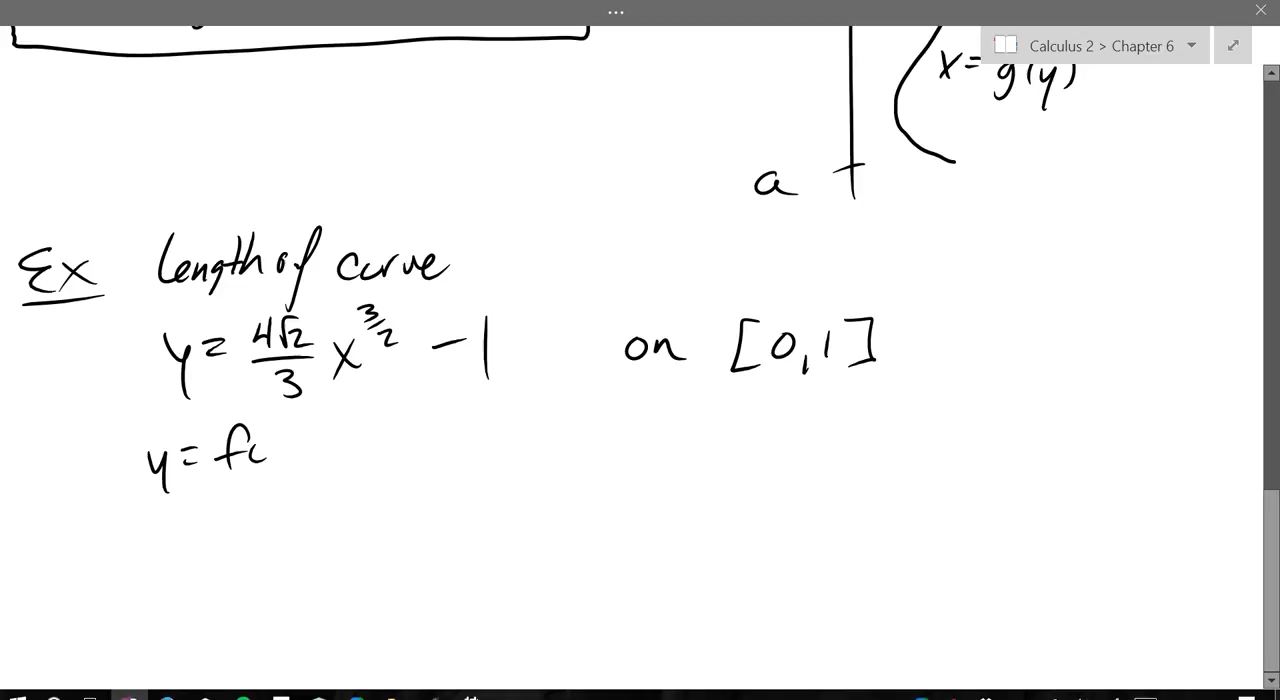 Calculus 2 > Chapter 6
x = g(y)
a
Ex length of curve
y = 4√2/3 x^3/2 - 1 on [0,1]
y = f(